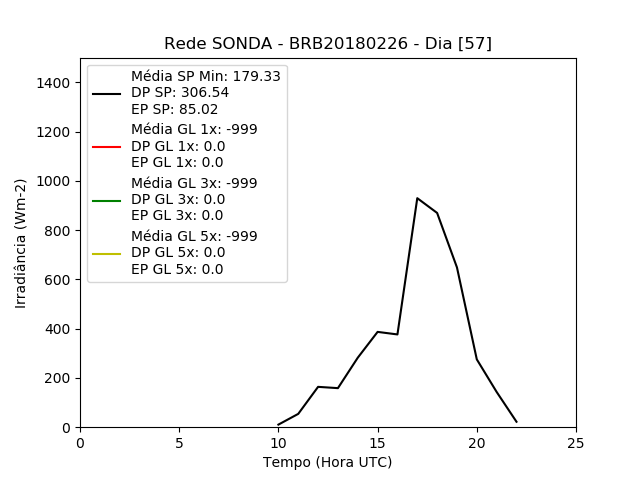 Rede SONDA - BRB20180226 - Dia [57]
Média SP Min: 179.33
DP SP: 306.54
EP SP: 85.02
Média GL 1x: -999
DP GL 1x: 0.0
EP GL 1x: 0.0
Média GL 3x: -999
DP GL 3x: 0.0
EP GL 3x: 0.0
Média GL 5x: -999
DP GL 5x: 0.0
EP GL 5x: 0.0
Irradiância (Wm-2)
1400
1200
1000
800
600
400
200
0
0 5 10 15 20 25
Tempo (Hora UTC)